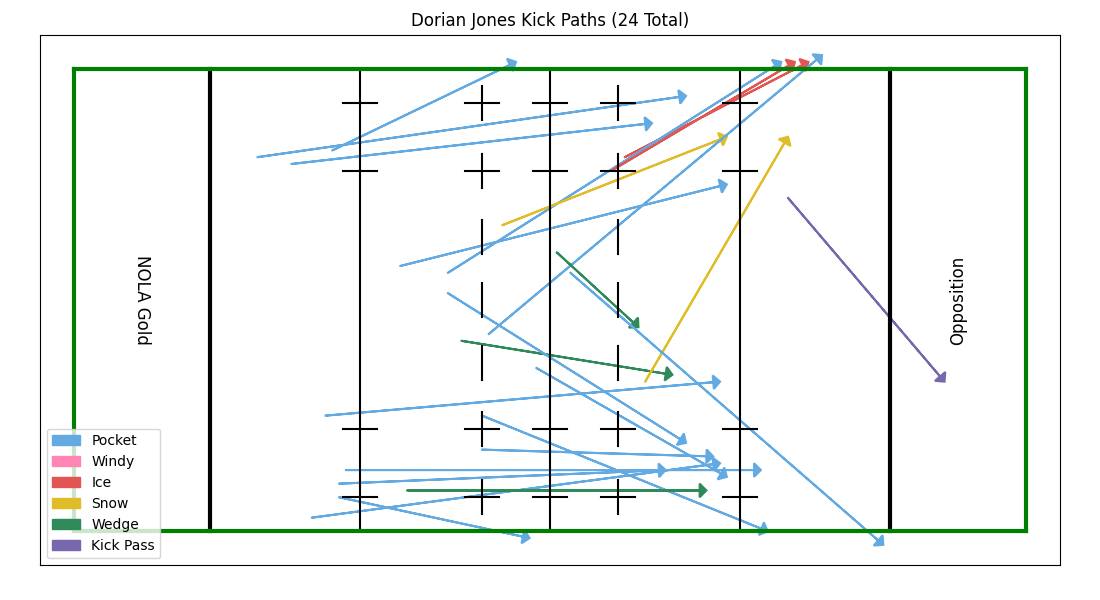 Dorian Jones Kick Paths (24 Total)
NOLA Gold
Opposition
Pocket
Windy
Ice
Snow
Wedge
Kick Pass